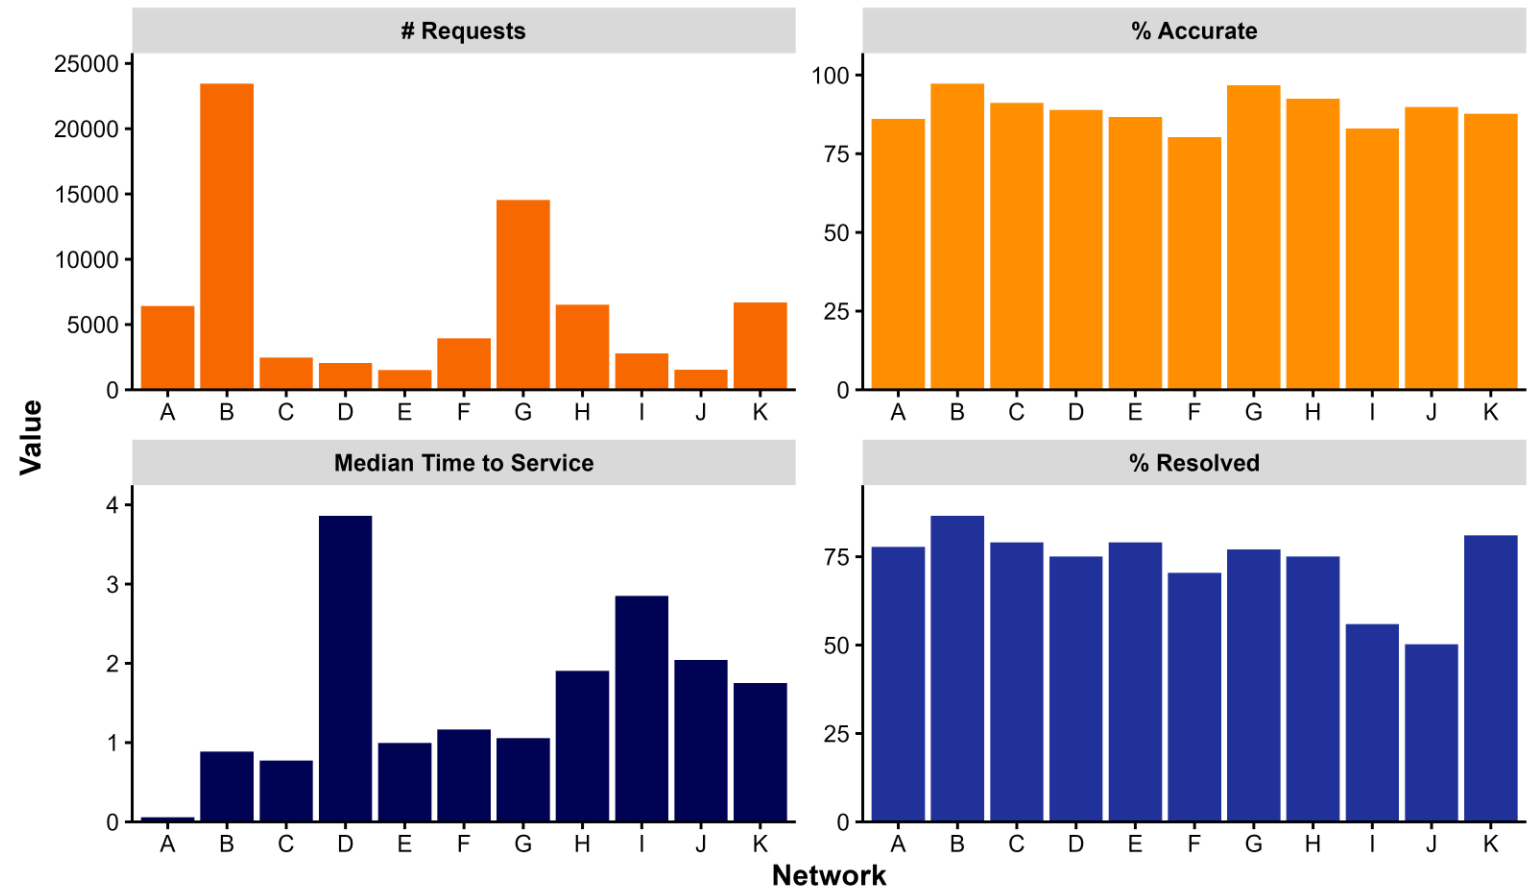 # Requests
% Accurate
25000
20000
15000
10000
5000
0
A B C D E F G H I J K
100
75
50
25
0
A B C D E F G H I J K
Value
Median Time to Service
% Resolved
4
3
2
1
0
A B C D E F G H I J K
75
50
25
0
A B C D E F G H I J K
Network